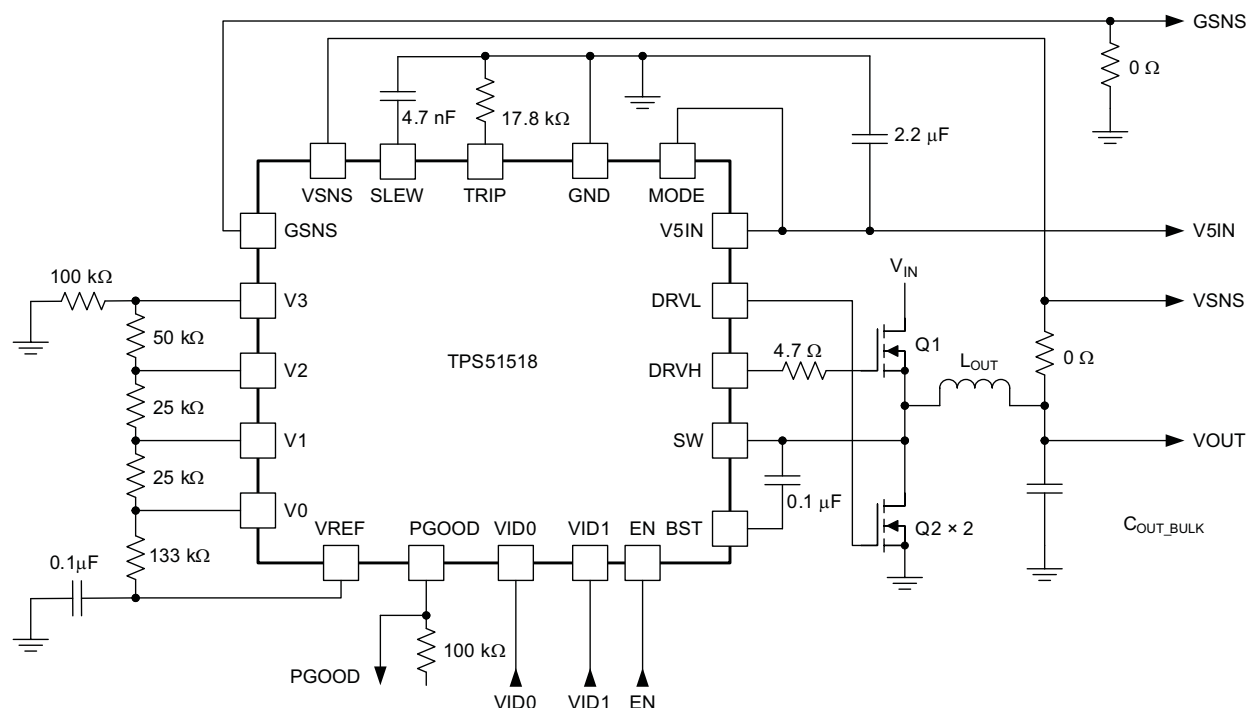 GSNS
0 Ω
4.7 nF
17.8 kΩ
2.2 μF
VSNS
SLEW
TRIP
GND
MODE
GSNS
V5IN
V5IN
100 kΩ
V3
DRVL
V_IN
VSNS
50 kΩ
Q1
TPS51518
V2
DRVH
4.7 Ω
L_OUT
0 Ω
25 kΩ
V1
SW
VOUT
25 kΩ
0.1 μF
V0
VREF
PGOOD
VID0
VID1
EN
BST
Q2 × 2
C_OUT_BULK
133 kΩ
0.1μF
100 kΩ
PGOOD
VID0
VID1
EN